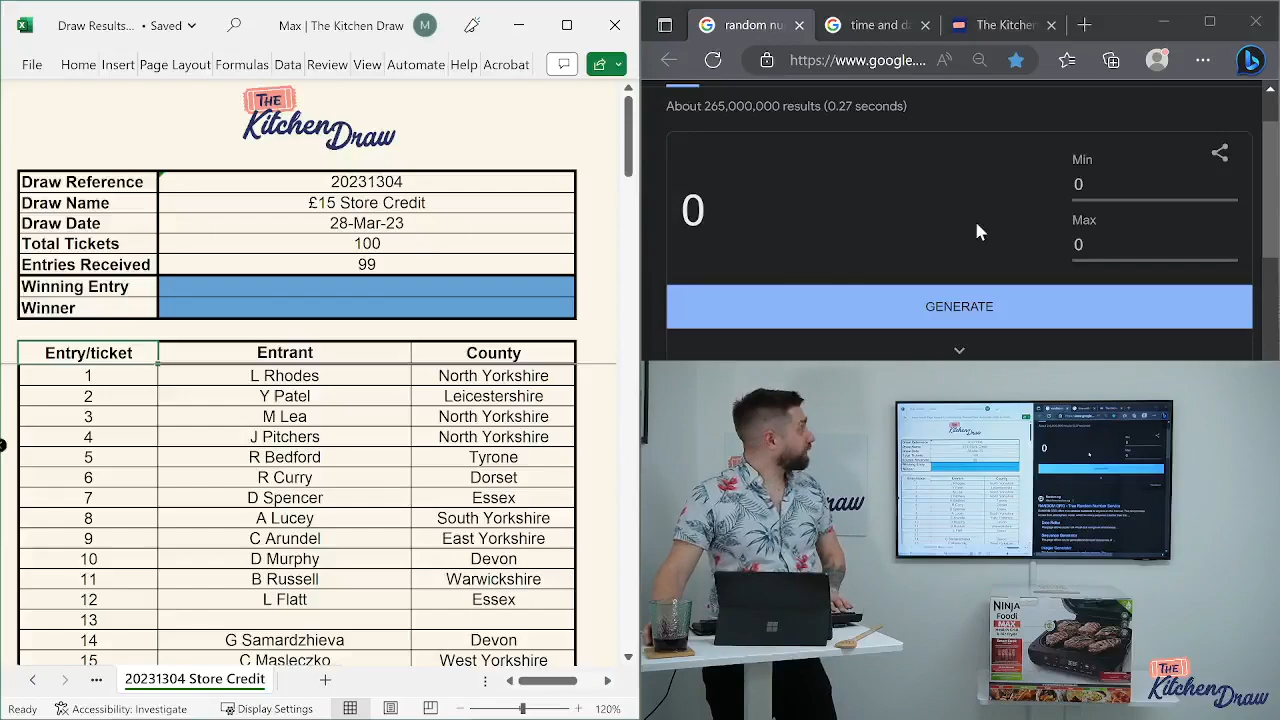 Draw Results... • Saved
Max | The Kitchen Draw
M
File Home Insert Page Layout Formulas Data Review View Automate Help Acrobat
THE
Kitchen Draw
Draw Reference 20231304
Draw Name £15 Store Credit
Draw Date 28-Mar-23
Total Tickets 100
Entries Received 99
Winning Entry
Winner
Entry/ticket Entrant County
1 L Rhodes North Yorkshire
2 Y Patel Leicestershire
3 M Lea North Yorkshire
4 J Pitchers North Yorkshire
5 R Bedford Tyrone
6 R Curry Dorset
7 D Spencer Essex
8 A Lucey South Yorkshire
9 C Arundel East Yorkshire
10 D Murphy Devon
11 B Russell Warwickshire
12 L Flatt Essex
13
14 G Samardzheva Devon
15 C Masledzko West Yorkshire
20231304 Store Credit
Ready Accessibility: Investigate Display Settings 120%
random nu
time and d
The Kitchen
https://www.google....
About 265,000,000 results (0.27 seconds)
0
Min
0
Max
0
GENERATE
Draw
NINJA
Foodi
MAX
THE
Kitchen Draw